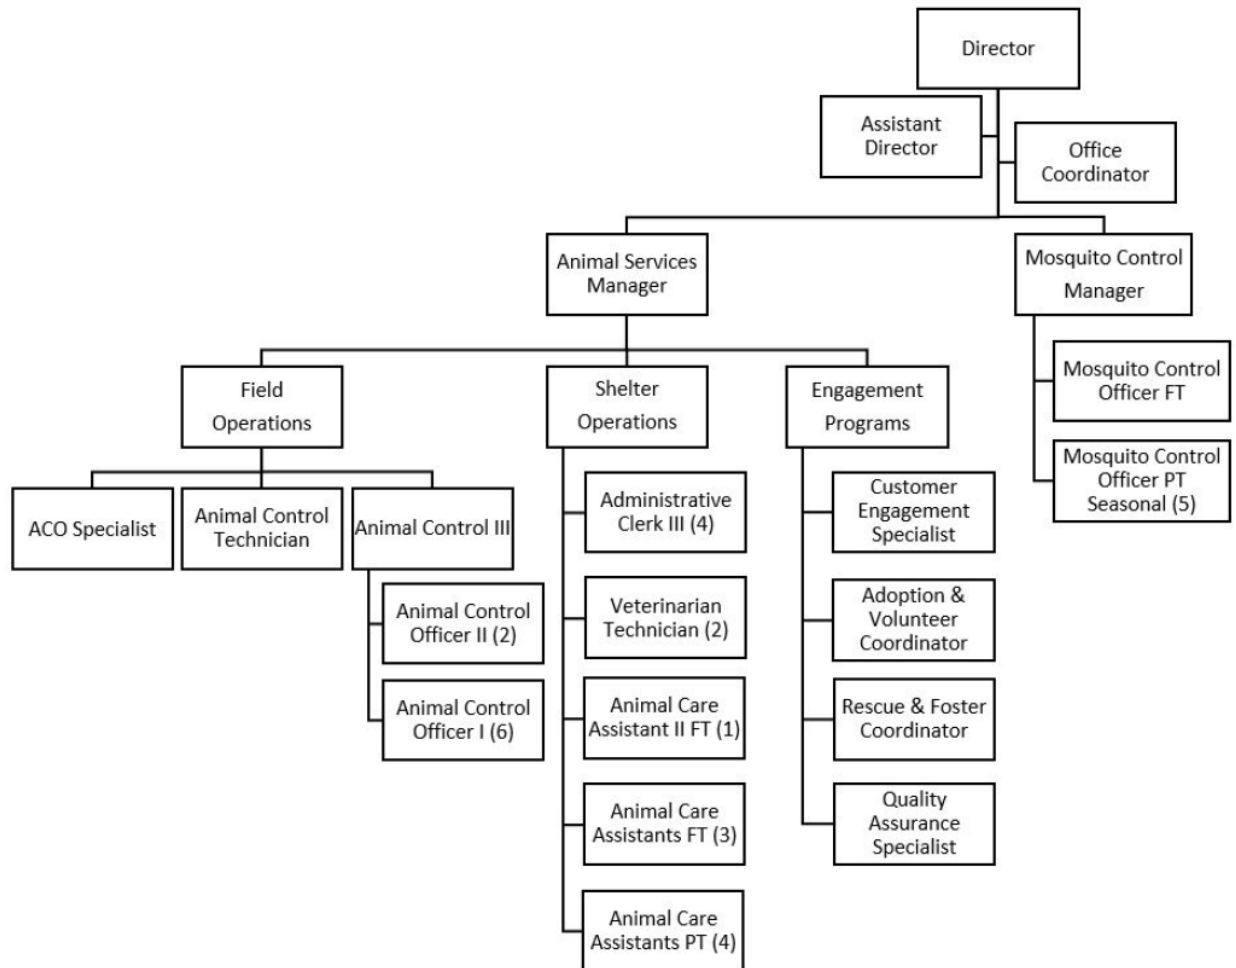 Director
Assistant
Director
Office
Coordinator
Animal Services
Manager
Mosquito Control
Manager
Field
Operations
Shelter
Operations
Engagement
Programs
Mosquito Control
Officer FT
Mosquito Control
Officer PT
Seasonal (5)
ACO Specialist
Animal Control
Technician
Animal Control III
Animal Control
Officer II (2)
Animal Control
Officer I (6)
Administrative
Clerk III (4)
Veterinarian
Technician (2)
Animal Care
Assistant II FT (1)
Animal Care
Assistants FT (3)
Animal Care
Assistants PT (4)
Customer
Engagement
Specialist
Adoption &
Volunteer
Coordinator
Rescue & Foster
Coordinator
Quality
Assurance
Specialist